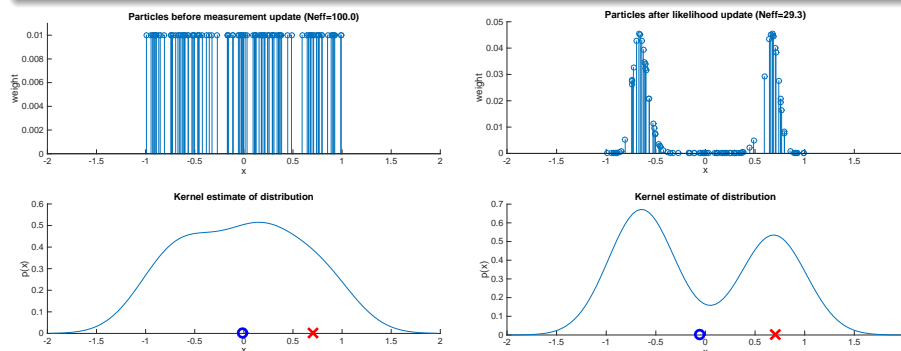 Particles before measurement update (Neff=100.0)
0.01
0.008
0.006
0.004
0.002
0
weight
-2 -1.5 -1 -0.5 0 0.5 1 1.5 2
x
Particles after likelihood update (Neff=29.3)
0.05
0.04
0.03
0.02
0.01
0
weight
-2 -1.5 -1 -0.5 0 0.5 1 1.5 2
x
Kernel estimate of distribution
0.6
0.5
0.4
0.3
0.2
0.1
0
p(x)
-2 -1.5 -1 -0.5 0 0.5 1 1.5 2
x
Kernel estimate of distribution
0.7
0.6
0.5
0.4
0.3
0.2
0.1
0
p(x)
-2 -1.5 -1 -0.5 0 0.5 1 1.5 2
x